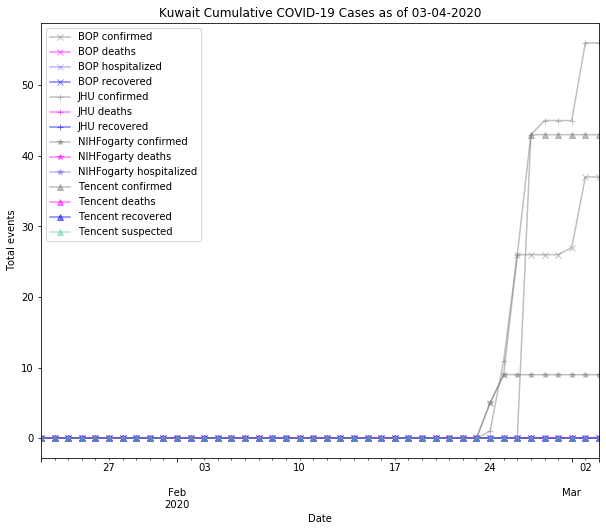 Kuwait Cumulative COVID-19 Cases as of 03-04-2020
BOP confirmed
BOP deaths
BOP hospitalized
BOP recovered
JHU confirmed
JHU deaths
JHU recovered
NIHFogarty confirmed
NIHFogarty deaths
NIHFogarty hospitalized
Tencent confirmed
Tencent deaths
Tencent recovered
Tencent suspected
Total events
50
40
30
20
10
0
27 03 10 17 24 02
Feb Mar
2020
Date